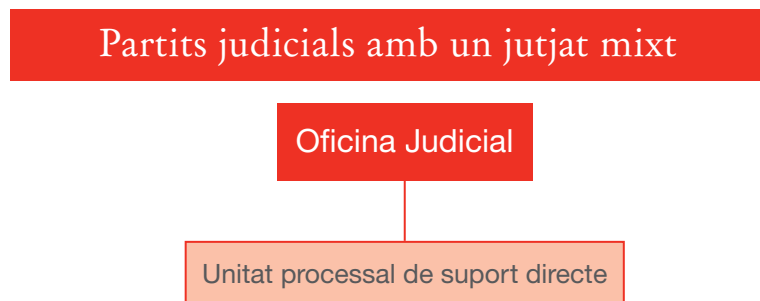 Partits judicials amb un jutjat mixt
Oficina Judicial
Unitat processal de suport directe